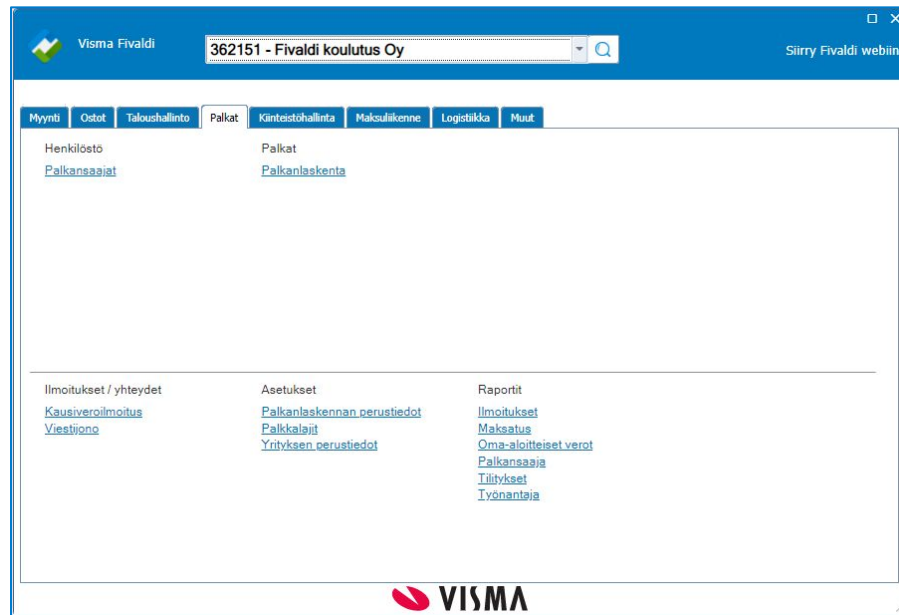 Visma Fivaldi
362151 - Fivaldi koulutus Oy
Siirry Fivaldi webiin
Myynti Ostot Taloushallinto Palkat Kiinteistöhallinta Maksuliikenne Logistiikka Muut
Henkilöstö
Palkansaajat
Palkat
Palkanlaskenta
Ilmoitukset / yhteydet
Kausiveroilmoitus
Viestijono
Asetukset
Palkanlaskennan perustiedot
Palkkalajit
Yrityksen perustiedot
Raportit
Ilmoitukset
Maksatus
Oma-aloitteiset verot
Palkansaaja
Tilitykset
Työnantaja
VISMA